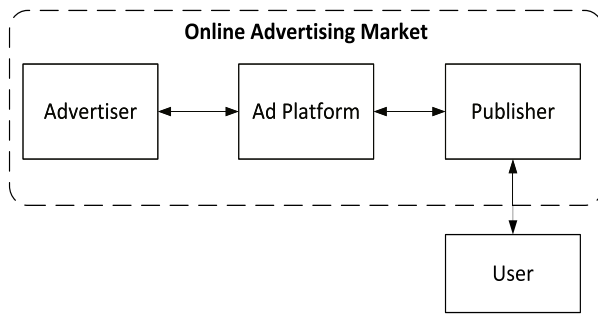 Online Advertising Market
Advertiser
Ad Platform
Publisher
User